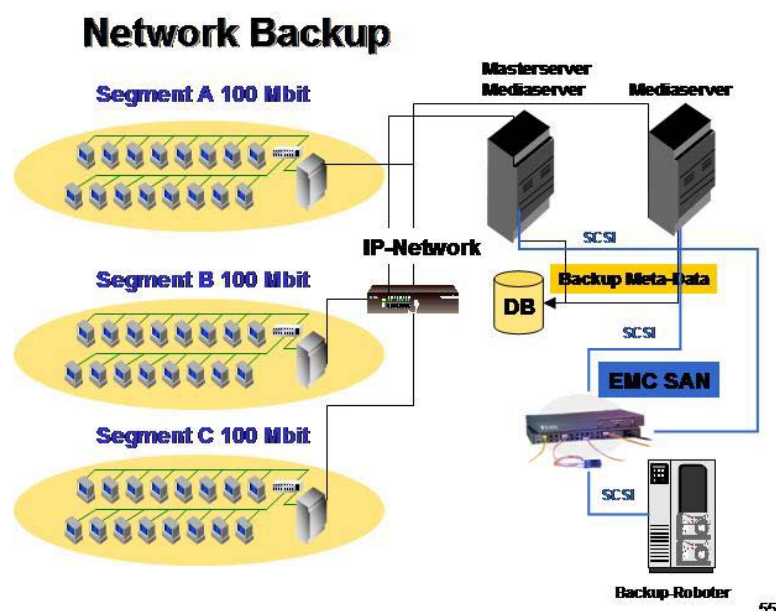 Network Backup
Segment A 100 Mbit
Masterserver
Mediaserver
Mediaserver
IP-Network
SCSI
Segment B 100 Mbit
Backup Meta-Data
DB
SCSI
EMC SAN
Segment C 100 Mbit
SCSI
Backup-Roboter
55